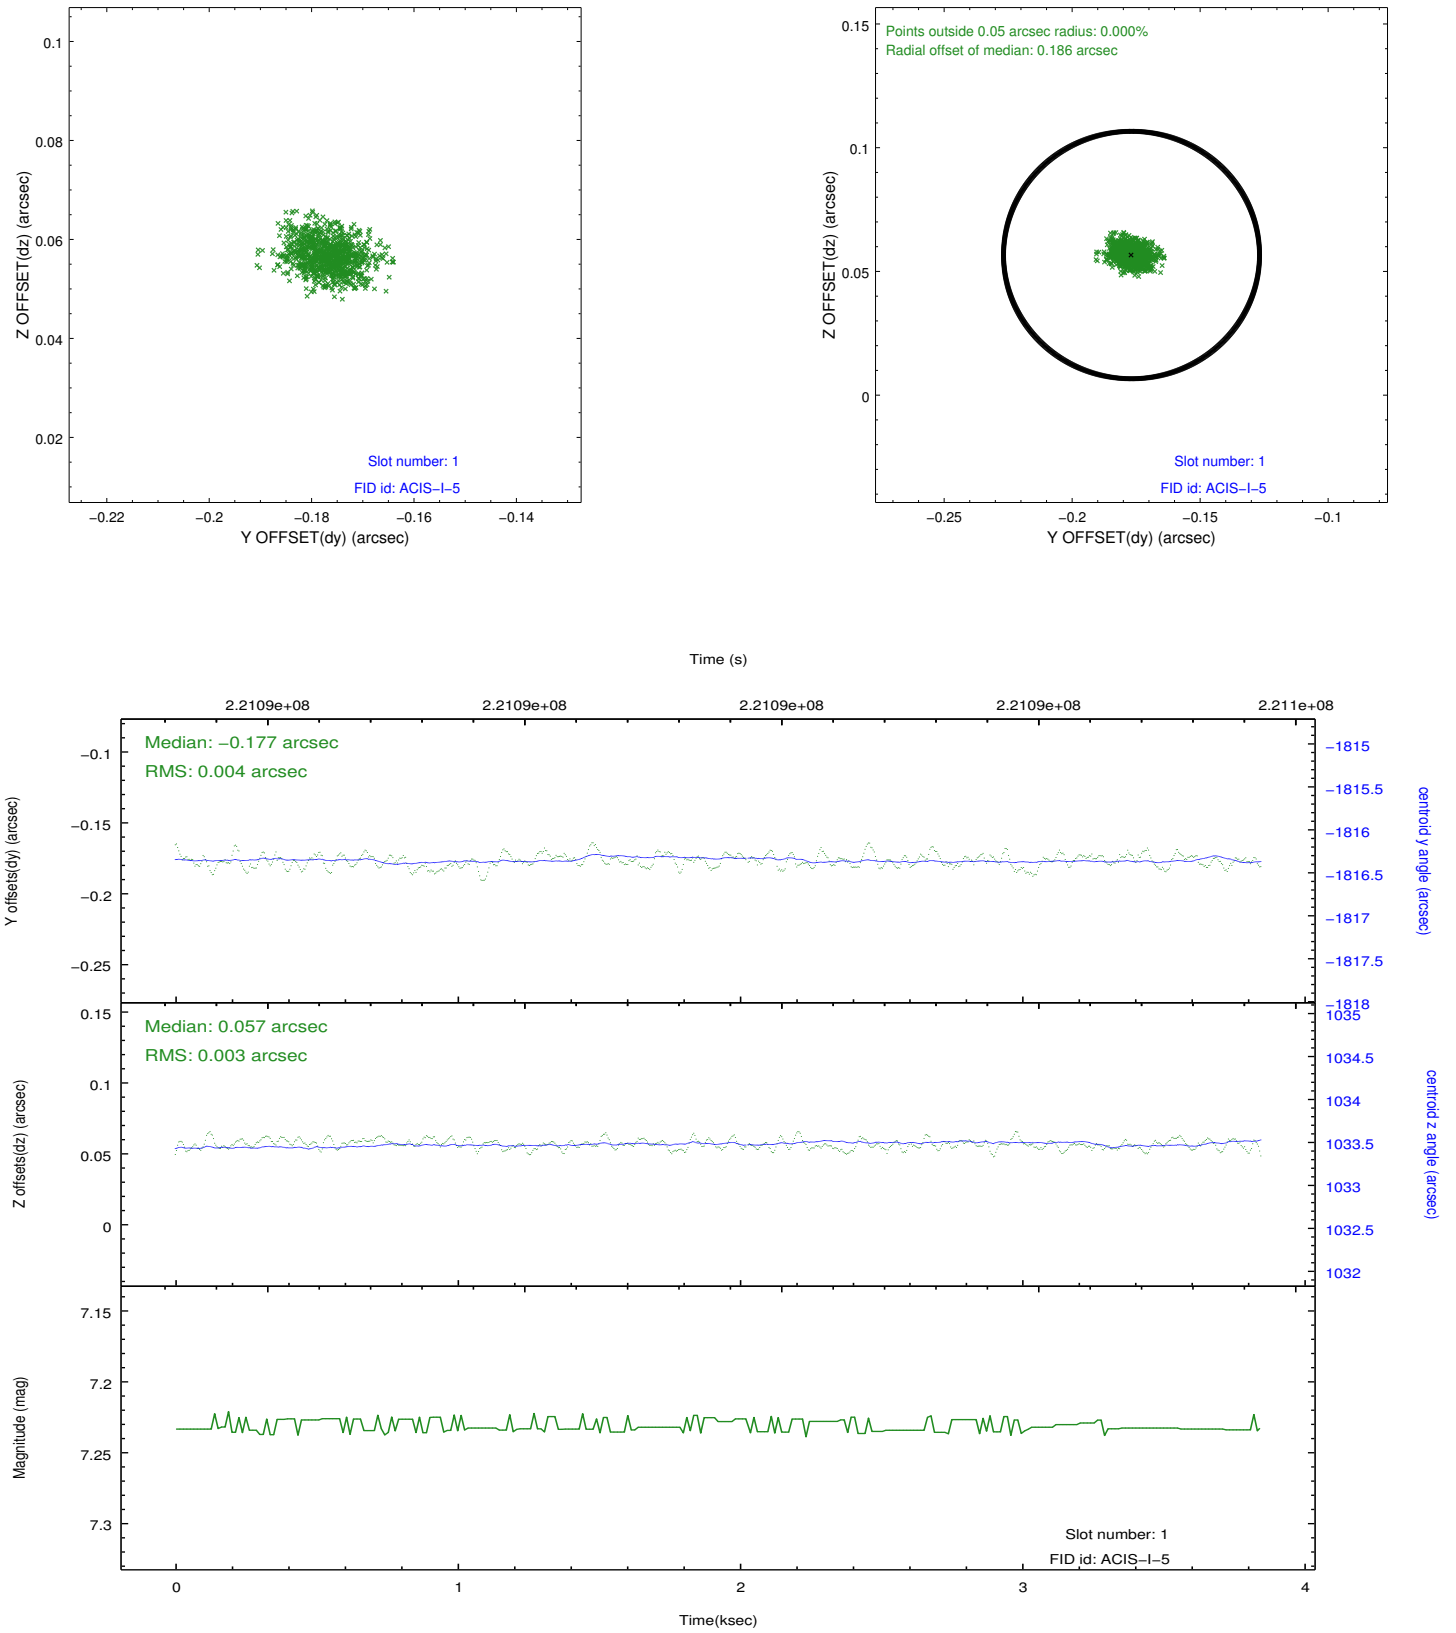 0.1
0.08
0.06
0.04
0.02
Z OFFSET(dz) (arcsec)
Slot number: 1
FID id: ACIS−I−5
−0.22 −0.2 −0.18 −0.16 −0.14
Y OFFSET(dy) (arcsec)
Points outside 0.05 arcsec radius: 0.000%
Radial offset of median: 0.186 arcsec
0.15
0.1
0.05
0
Z OFFSET(dz) (arcsec)
Slot number: 1
FID id: ACIS−I−5
−0.25 −0.2 −0.15 −0.1
Y OFFSET(dy) (arcsec)
Time (s)
2.2109e+08 2.2109e+08 2.2109e+08 2.2109e+08 2.211e+08
Median: −0.177 arcsec
RMS: 0.004 arcsec
−0.1
−0.15
−0.2
−0.25
Y offsets(dy) (arcsec)
−1815
−1815.5
−1816
−1816.5
−1817
−1817.5
−1818
centroid y angle (arcsec)
Median: 0.057 arcsec
RMS: 0.003 arcsec
0.15
0.1
0.05
0
Z offsets(dz) (arcsec)
1035
1034.5
1034
1033.5
1033
1032.5
1032
centroid z angle (arcsec)
7.15
7.2
7.25
7.3
Magnitude (mag)
Slot number: 1
FID id: ACIS−I−5
0 1 2 3 4
Time(ksec)